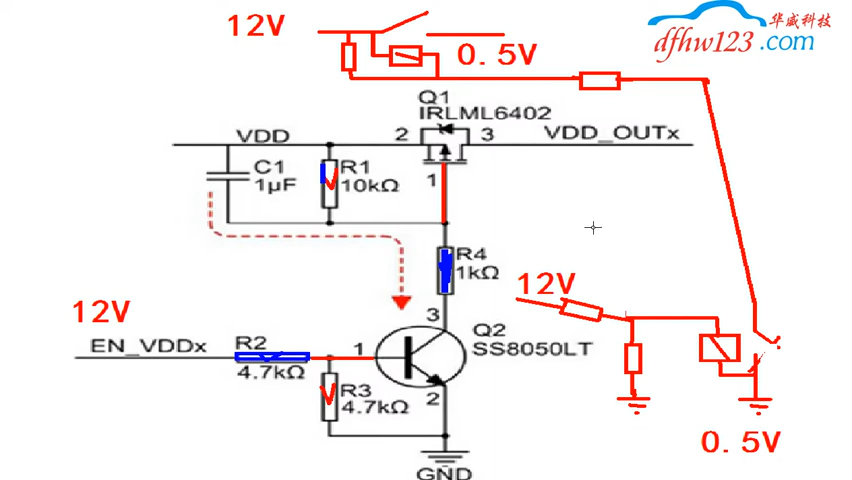 12V
0.5V
华威科技
dfhw123.com
Q1
IRLML6402
VDD
2
3
VDD_OUTx
C1
1μF
R1
10kΩ
1
R4
1kΩ
12V
12V
3
Q2
SS8050LT
EN_VDDx
R2
4.7kΩ
1
R3
4.7kΩ
2
0.5V
GND